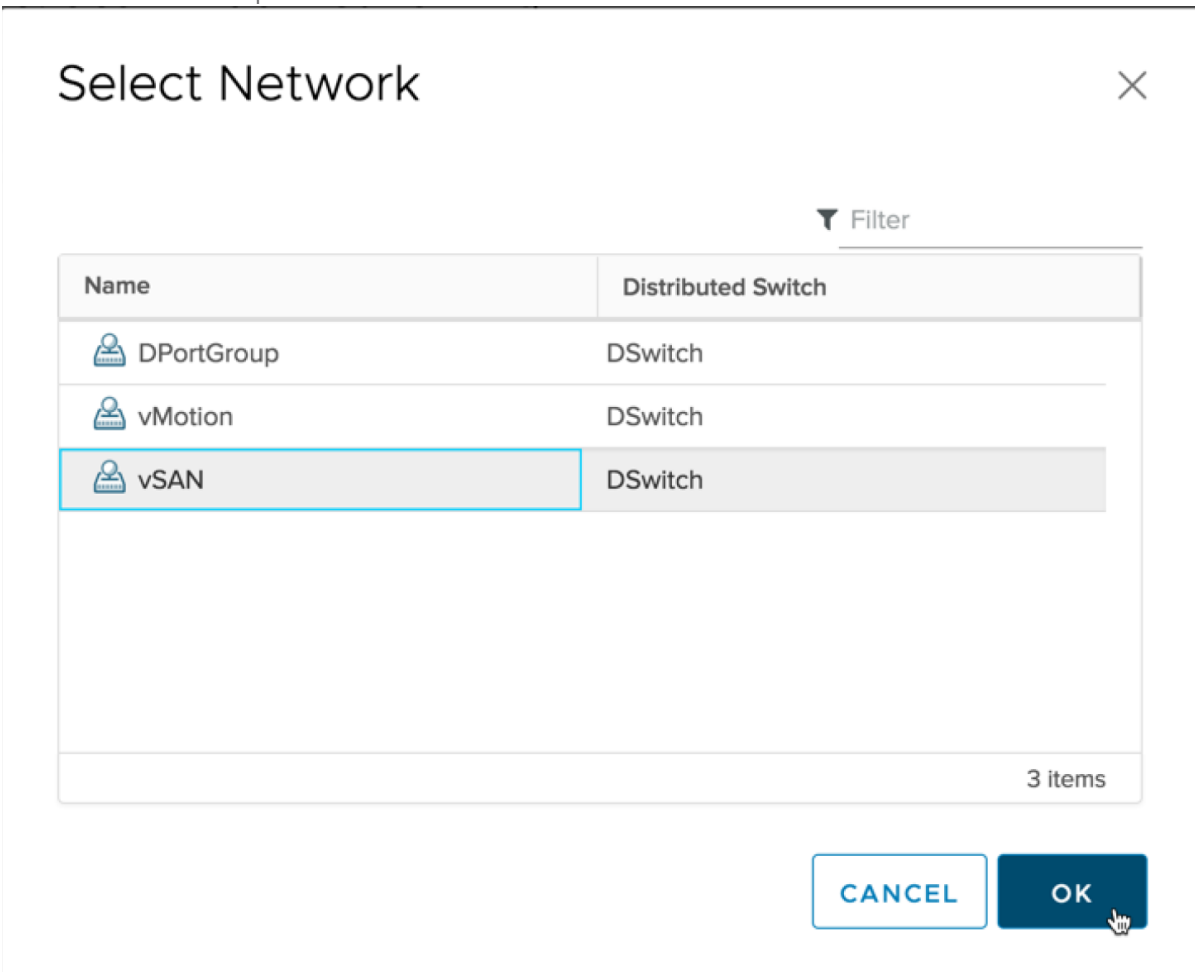 Select Network
Filter
Name Distributed Switch
DPortGroup DSwitch
vMotion DSwitch
vSAN DSwitch
3 items
CANCEL OK